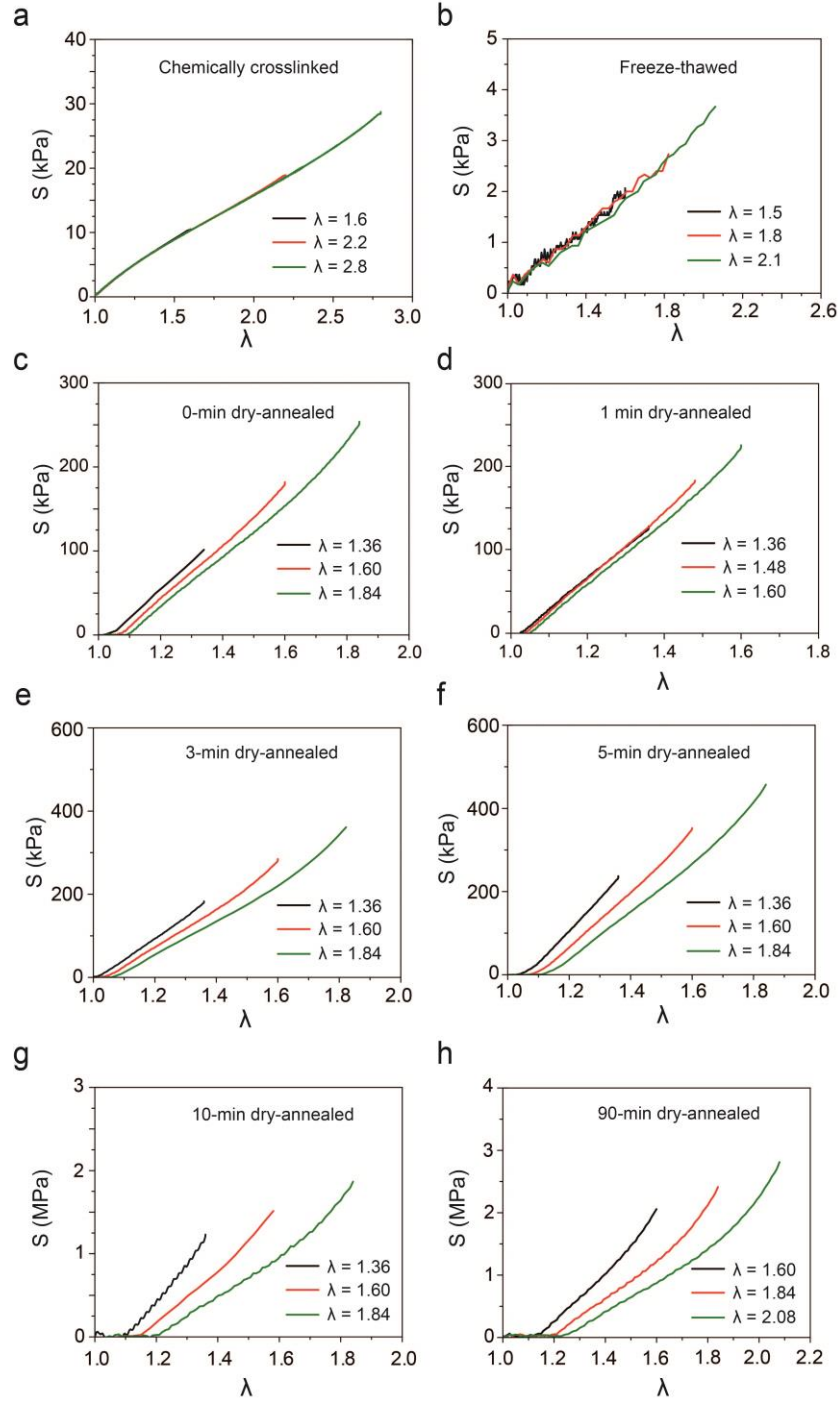 a
b
40
30
20
10
0
S (kPa)
Chemically crosslinked
λ = 1.6
λ = 2.2
λ = 2.8
1.0
1.5
2.0
2.5
3.0
λ
5
4
3
2
1
0
S (kPa)
Freeze-thawed
λ = 1.5
λ = 1.8
λ = 2.1
1.0
1.4
1.8
2.2
2.6
λ
c
d
300
200
100
0
S (kPa)
0-min dry-annealed
λ = 1.36
λ = 1.60
λ = 1.84
1.0
1.2
1.4
1.6
1.8
2.0
λ
300
200
100
0
S (kPa)
1 min dry-annealed
λ = 1.36
λ = 1.48
λ = 1.60
1.0
1.2
1.4
1.6
1.8
λ
e
f
600
400
200
0
S (kPa)
3-min dry-annealed
λ = 1.36
λ = 1.60
λ = 1.84
1.0
1.2
1.4
1.6
1.8
2.0
λ
600
400
200
0
S (kPa)
5-min dry-annealed
λ = 1.36
λ = 1.60
λ = 1.84
1.0
1.2
1.4
1.6
1.8
2.0
λ
g
h
3
2
1
0
S (MPa)
10-min dry-annealed
λ = 1.36
λ = 1.60
λ = 1.84
1.0
1.2
1.4
1.6
1.8
2.0
λ
4
3
2
1
0
S (MPa)
90-min dry-annealed
λ = 1.60
λ = 1.84
λ = 2.08
1.0
1.2
1.4
1.6
1.8
2.0
2.2
λ